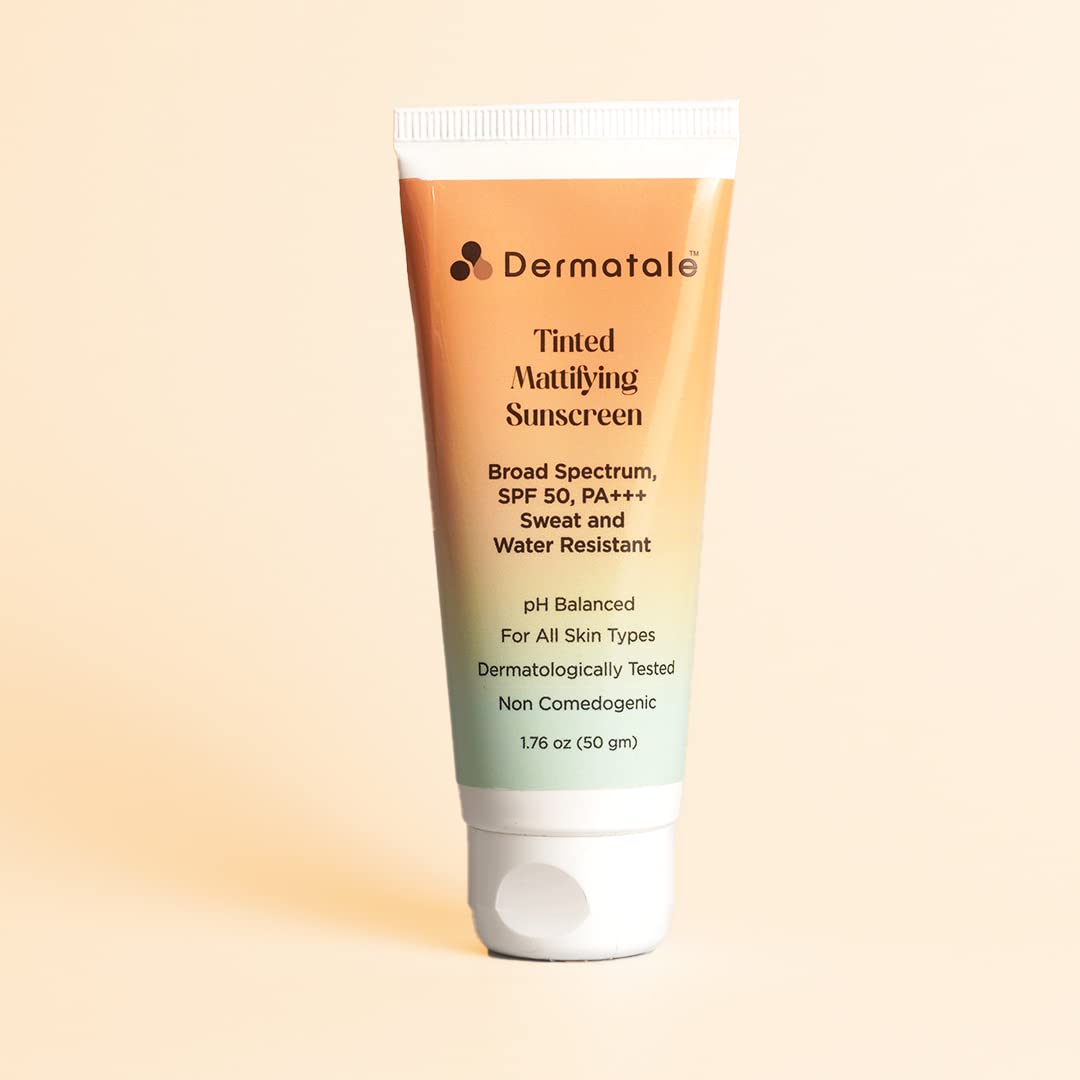 Dermatale™
Tinted
Mattifying
Sunscreen
Broad Spectrum,
SPF 50, PA+++
Sweat and
Water Resistant
pH Balanced
For All Skin Types
Dermatologically Tested
Non Comedogenic
1.76 oz (50 gm)